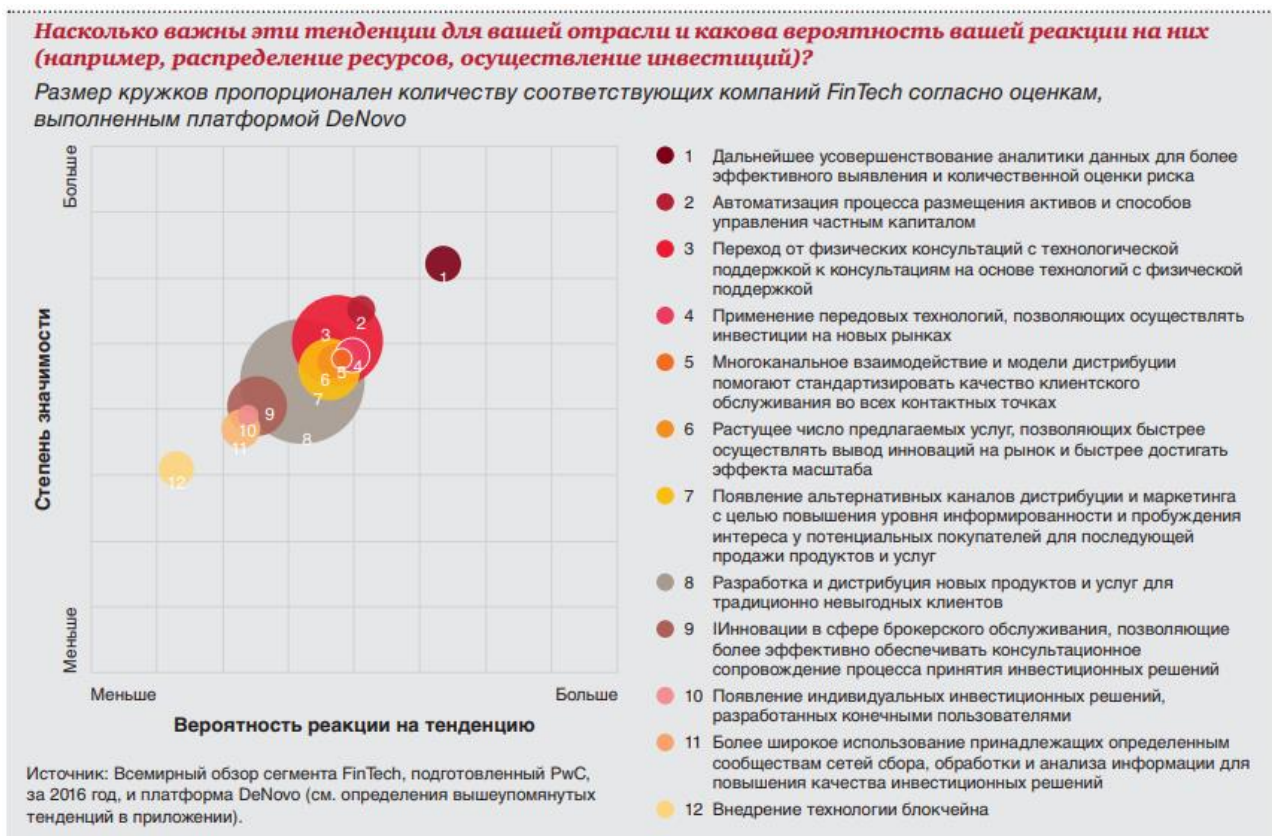 Насколько важны эти тенденции для вашей отрасли и какова вероятность вашей реакции на них
(например, распределение ресурсов, осуществление инвестиций)?
Размер кружков пропорционален количеству соответствующих компаний FinTech согласно оценкам,
выполненным платформой DeNovo
Больше
Степень значимости
Меньше
1
2
3
4
5
6
7
8
9
10
11
12
Меньше
Больше
Вероятность реакции на тенденцию
Источник: Всемирный обзор сегмента FinTech, подготовленный PwC,
за 2016 год, и платформа DeNovo (см. определения вышеупомянутых
тенденций в приложении).
1 Дальнейшее усовершенствование аналитики данных для более
эффективного выявления и количественной оценки риска
2 Автоматизация процесса размещения активов и способов
управления частным капиталом
3 Переход от физических консультаций с технологической
поддержкой к консультациям на основе технологий с физической
поддержкой
4 Применение передовых технологий, позволяющих осуществлять
инвестиции на новых рынках
5 Многоканальное взаимодействие и модели дистрибуции
помогают стандартизировать качество клиентского
обслуживания во всех контактных точках
6 Растущее число предлагаемых услуг, позволяющих быстрее
осуществлять вывод инноваций на рынок и быстрее достигать
эффекта масштаба
7 Появление альтернативных каналов дистрибуции и маркетинга
с целью повышения уровня информированности и пробуждения
интереса у потенциальных покупателей для последующей
продажи продуктов и услуг
8 Разработка и дистрибуция новых продуктов и услуг для
традиционно невыгодных клиентов
9 IИнновации в сфере брокерского обслуживания, позволяющие
более эффективно обеспечивать консультационное
сопровождение процесса принятия инвестиционных решений
10 Появление индивидуальных инвестиционных решений,
разработанных конечными пользователями
11 Более широкое использование принадлежащих определенным
сообществам сетей сбора, обработки и анализа информации для
повышения качества инвестиционных решений
12 Внедрение технологии блокчейна